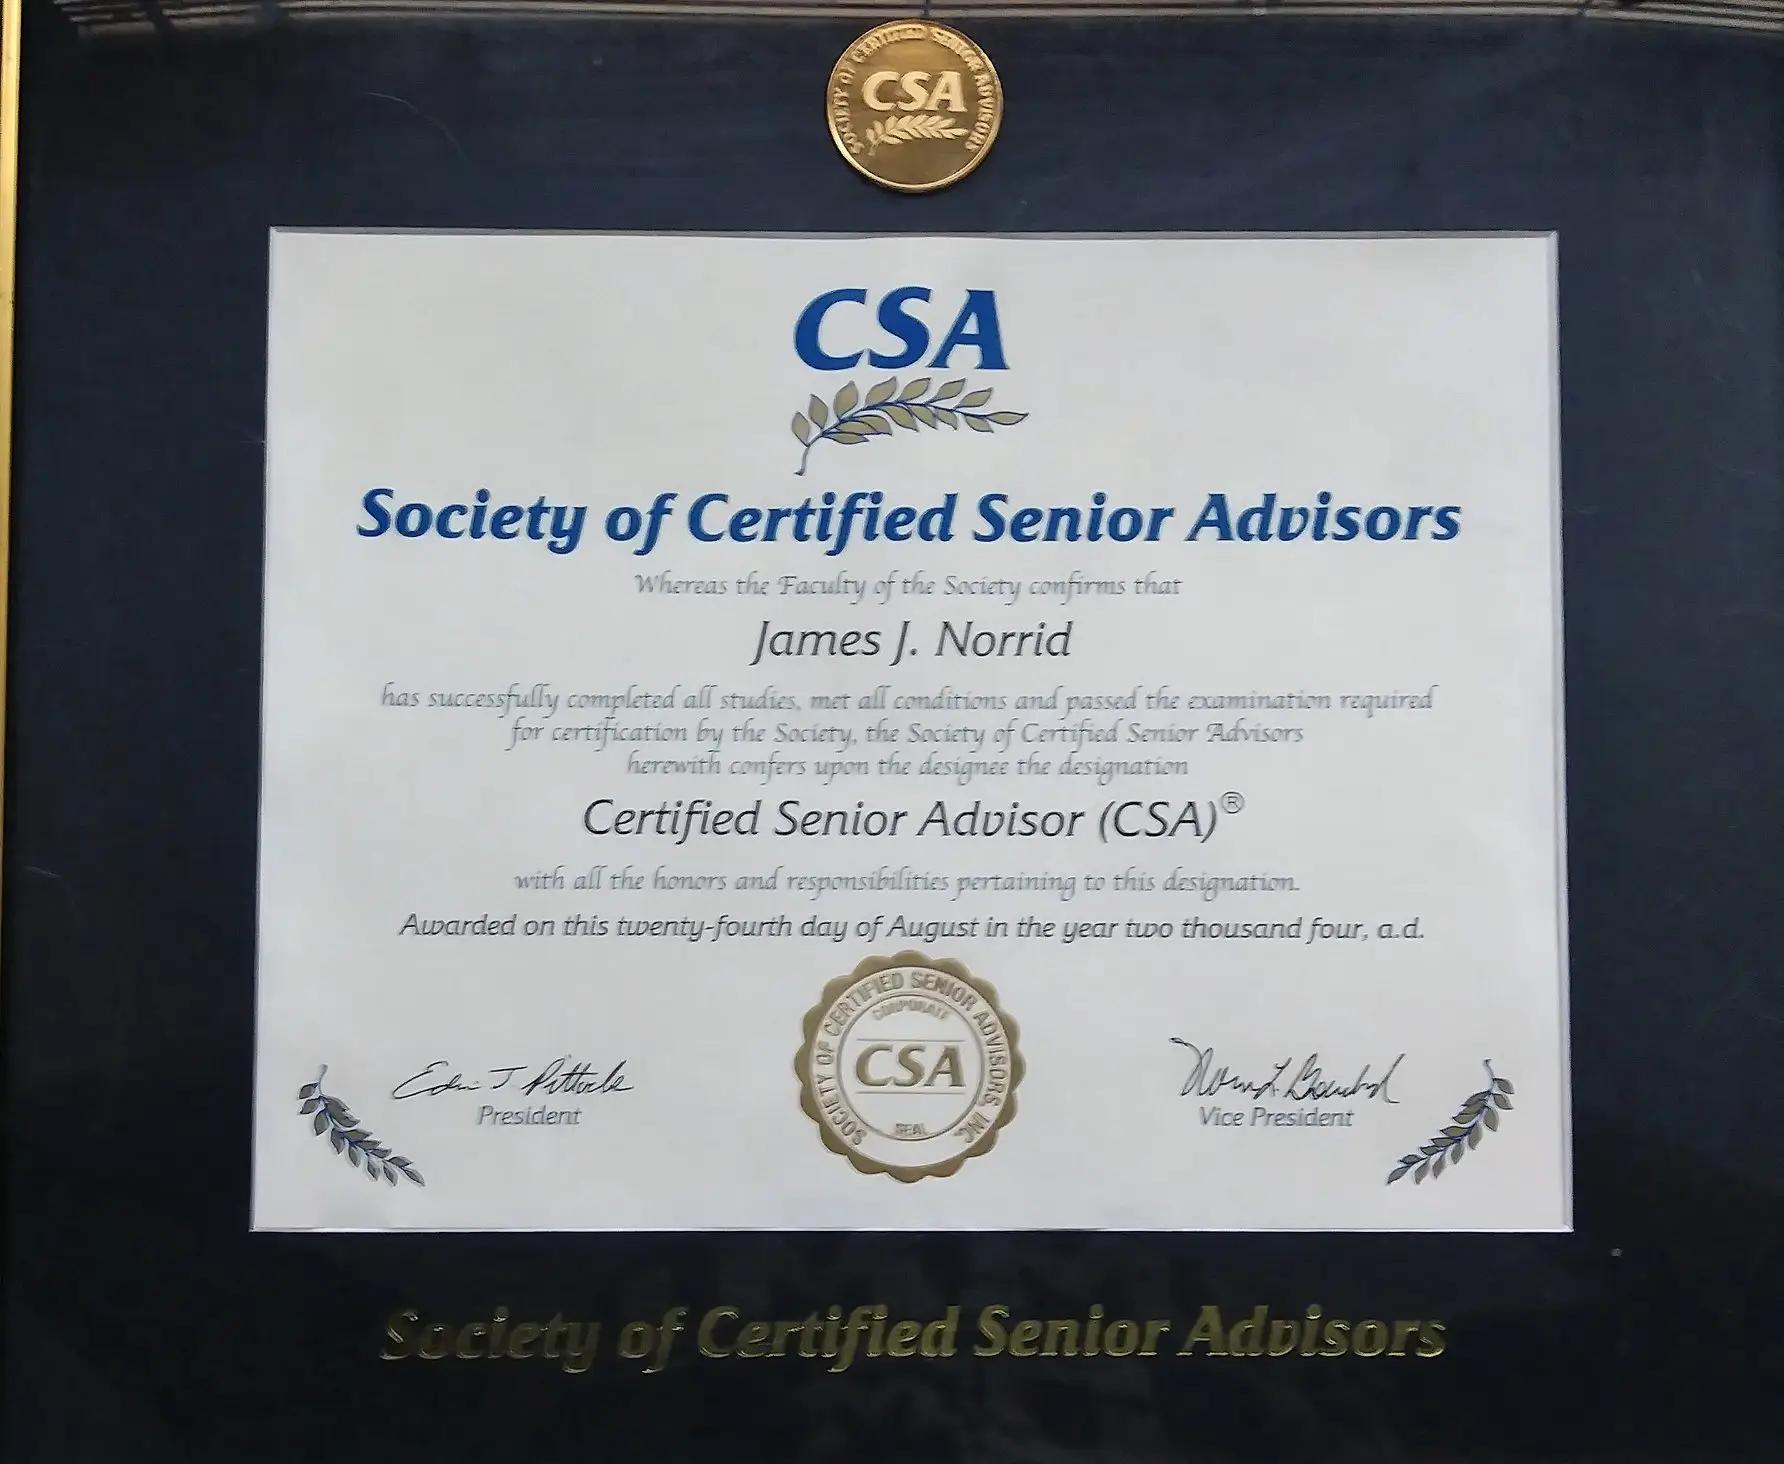 SOCIETY OF CERTIFIED SENIOR ADVISORS
CSA
CSA
Society of Certified Senior Advisors
Whereas the Faculty of the Society confirms that
James J. Norrid
has successfully completed all studies, met all conditions and passed the examination required
for certification by the Society, the Society of Certified Senior Advisors
herewith confers upon the designee the designation
Certified Senior Advisor (CSA)®
with all the honors and responsibilities pertaining to this designation.
Awarded on this twenty-fourth day of August in the year two thousand four, a.d.
SOCIETY OF CERTIFIED SENIOR ADVISORS, INC.
CORPORATE
CSA
SEAL
President
Vice President
Society of Certified Senior Advisors